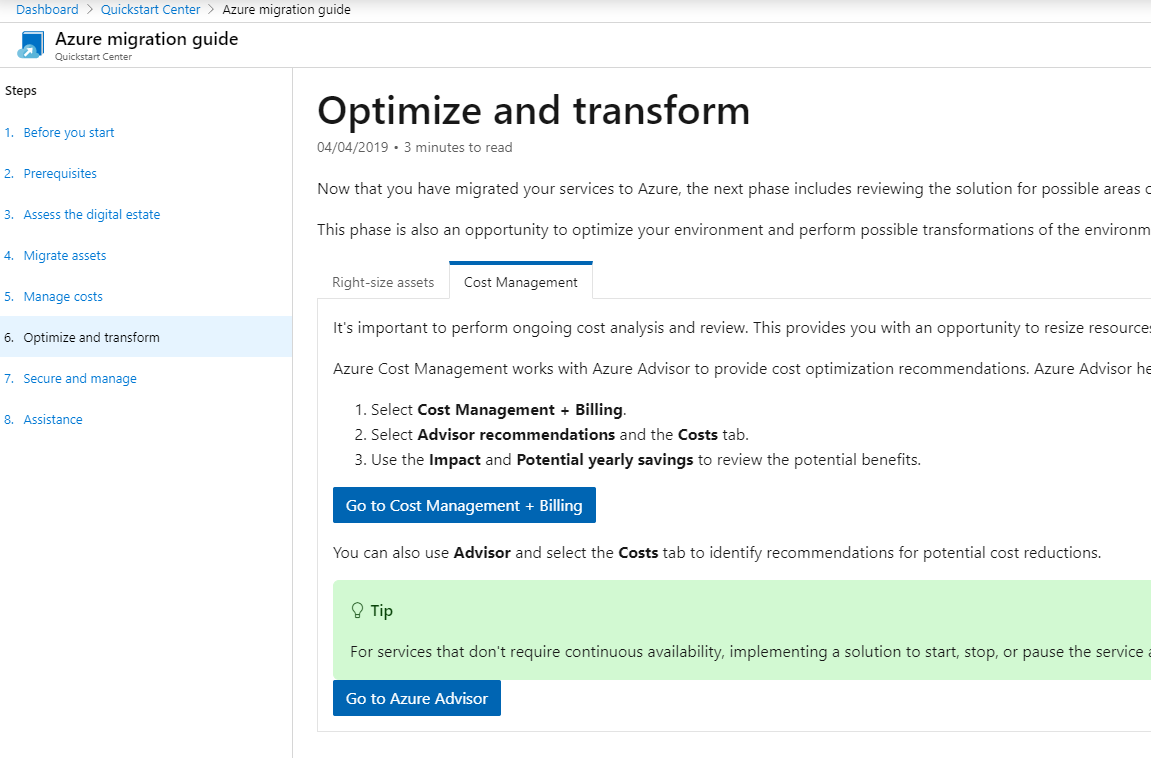 Dashboard > Quickstart Center > Azure migration guide
Azure migration guide
Quickstart Center
Steps
1. Before you start
2. Prerequisites
3. Assess the digital estate
4. Migrate assets
5. Manage costs
6. Optimize and transform
7. Secure and manage
8. Assistance
Optimize and transform
04/04/2019 • 3 minutes to read
Now that you have migrated your services to Azure, the next phase includes reviewing the solution for possible areas
This phase is also an opportunity to optimize your environment and perform possible transformations of the
Right-size assets
Cost Management
It's important to perform ongoing cost analysis and review. This provides you with an opportunity to resize resources
Azure Cost Management works with Azure Advisor to provide cost optimization recommendations. Azure Advisor
1. Select Cost Management + Billing.
2. Select Advisor recommendations and the Costs tab.
3. Use the Impact and Potential yearly savings to review the potential benefits.
Go to Cost Management + Billing
You can also use Advisor and select the Costs tab to identify recommendations for potential cost reductions.
Tip
For services that don't require continuous availability, implementing a solution to start, stop, or pause the service
Go to Azure Advisor